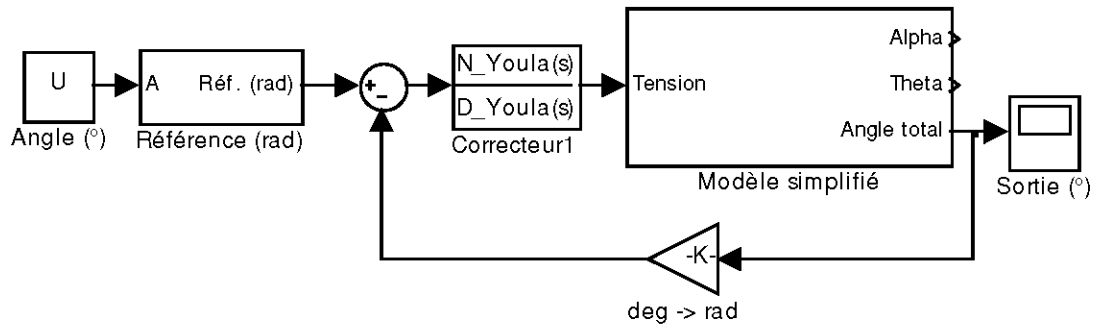 U
Angle (°)
A Réf. (rad)
Référence (rad)
+
−
N_Youla(s)
D_Youla(s)
Correcteur1
Tension
Alpha
Theta
Angle total
Modèle simplifié
Sortie (°)
-K-
deg -> rad